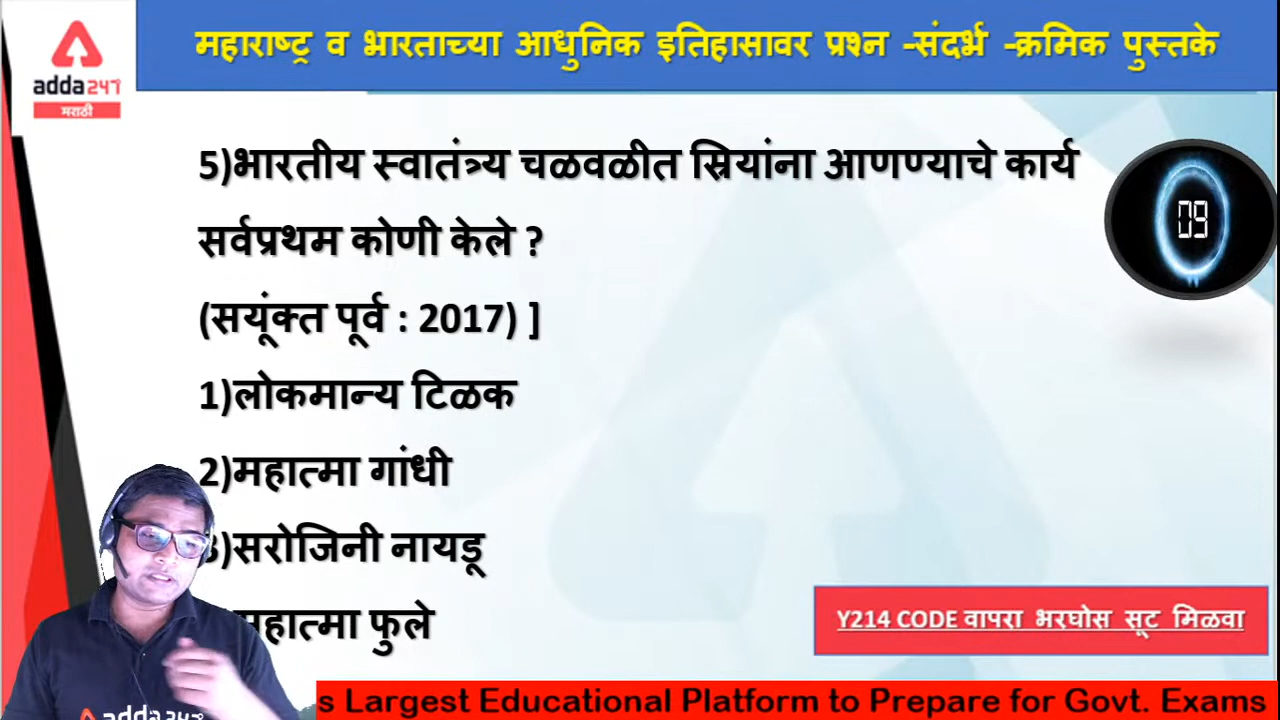 महाराष्ट्र व भारताच्या आधुनिक इतिहासावर प्रश्न -संदर्भ -क्रमिक पुस्तके
adda247
मराठी
5)भारतीय स्वातंत्र्य चळवळीत स्रियांना आणण्याचे कार्य
सर्वप्रथम कोणी केले ?
(सयूंक्त पूर्व : 2017) ]
09
1)लोकमान्य टिळक
2)महात्मा गांधी
3)सरोजिनी नायडू
महात्मा फुले
Y214 CODE वापरा भरघोस सूट मिळवा
s Largest Educational Platform to Prepare for Govt. Exams
adda247